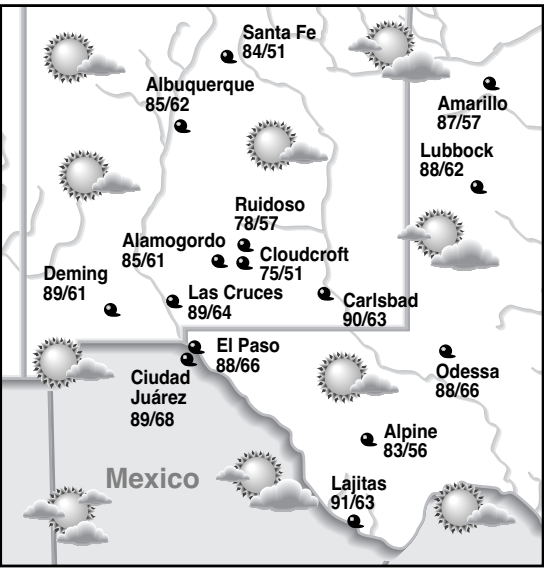 Santa Fe
84/51
Albuquerque
85/62
Amarillo
87/57
Lubbock
88/62
Ruidoso
78/57
Alamogordo
85/61
Cloudcroft
75/51
Deming
89/61
Las Cruces
89/64
Carlsbad
90/63
El Paso
88/66
Ciudad
Juárez
89/68
Odessa
88/66
Alpine
83/56
Mexico
Lajitas
91/63